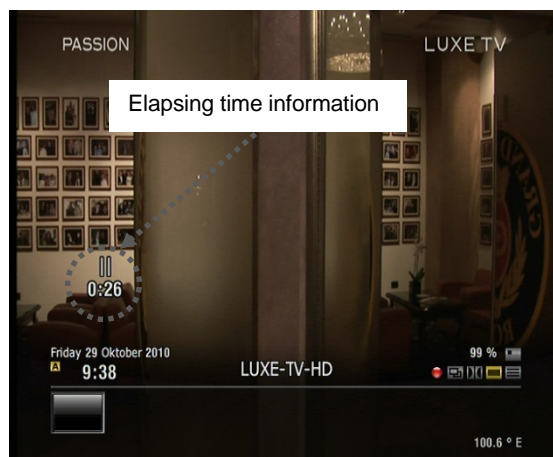 PASSION
LUXE TV
Elapsing time information
0:26
Friday 29 Oktober 2010
99 %
A 9:38
LUXE-TV-HD
100.6 º E